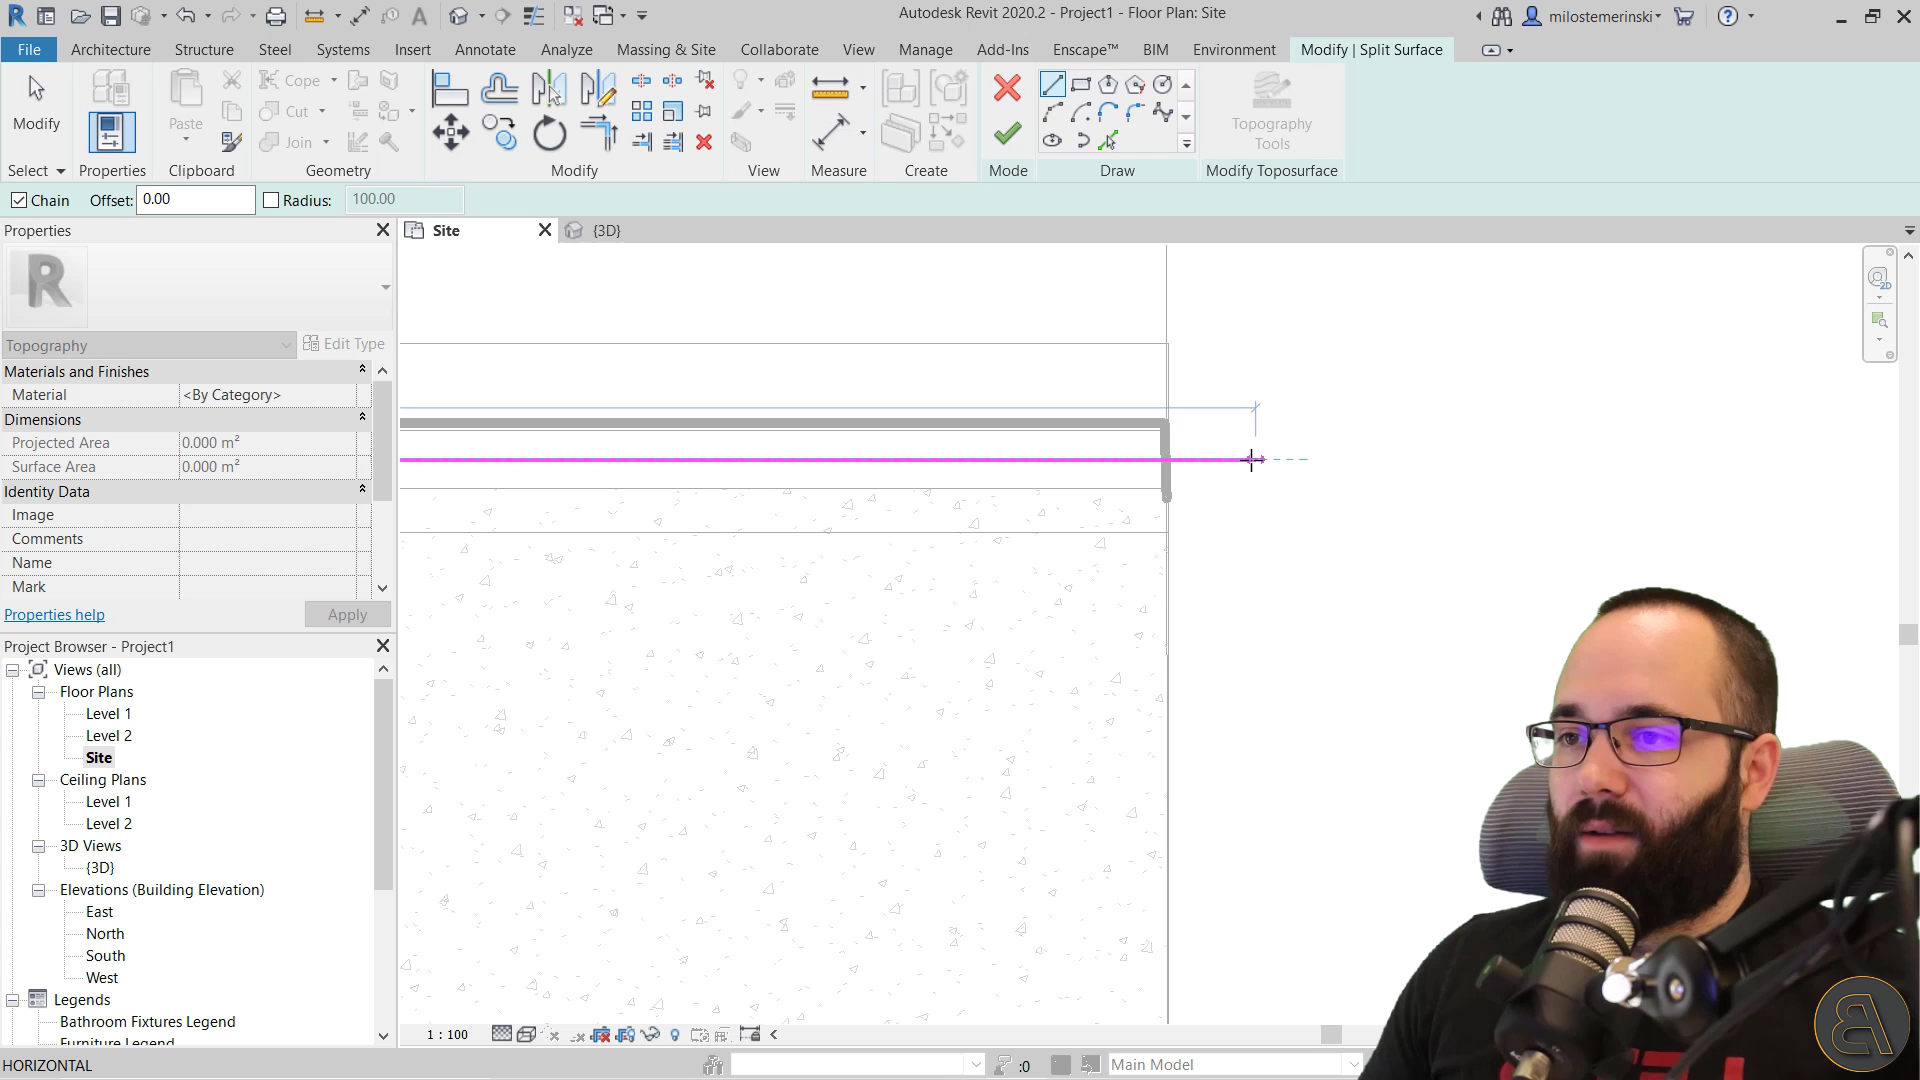 Autodesk Revit 2020.2 - Project1 - Floor Plan: Site
milostemerinski
File
Architecture
Structure
Steel
Systems
Insert
Annotate
Analyze
Massing & Site
Collaborate
View
Manage
Add-Ins
Enscape™
BIM
Environment
Modify | Split Surface
Modify
Paste
Cope
Cut
Join
Topography
Tools
Select
Properties
Clipboard
Geometry
Modify
View
Measure
Create
Mode
Draw
Modify Toposurface
Chain
Offset:
0.00
Radius:
100.00
Properties
Site
{3D}
R
2D
Topography
Edit Type
Materials and Finishes
Material
<By Category>
Dimensions
Projected Area
0.000 m²
Surface Area
0.000 m²
Identity Data
Image
Comments
Name
Mark
Properties help
Apply
Project Browser - Project1
Views (all)
Floor Plans
Level 1
Level 2
Site
Ceiling Plans
Level 1
Level 2
3D Views
{3D}
Elevations (Building Elevation)
East
North
South
West
Legends
Bathroom Fixtures Legend
Furniture Legend
1 : 100
HORIZONTAL
:0
Main Model